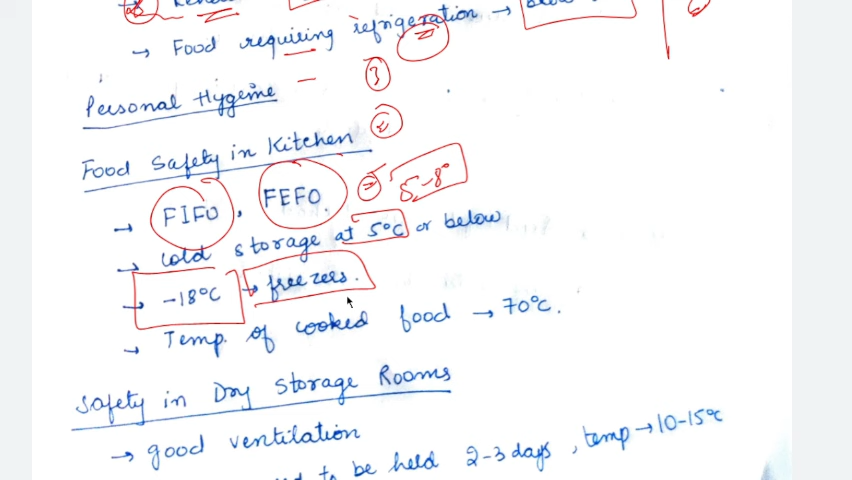 → Food requiring refrigeration →
Personal Hygeine
Food Safety in Kitchen
→ FIFO, FEFO. 5-8°
→ cold storage at 5°C or below
→ -18°C → freezers.
→ Temp. of cooked food → 70°C.
Safety in Dry Storage Rooms
→ good ventilation
to be held 2-3 days, temp → 10-15°C